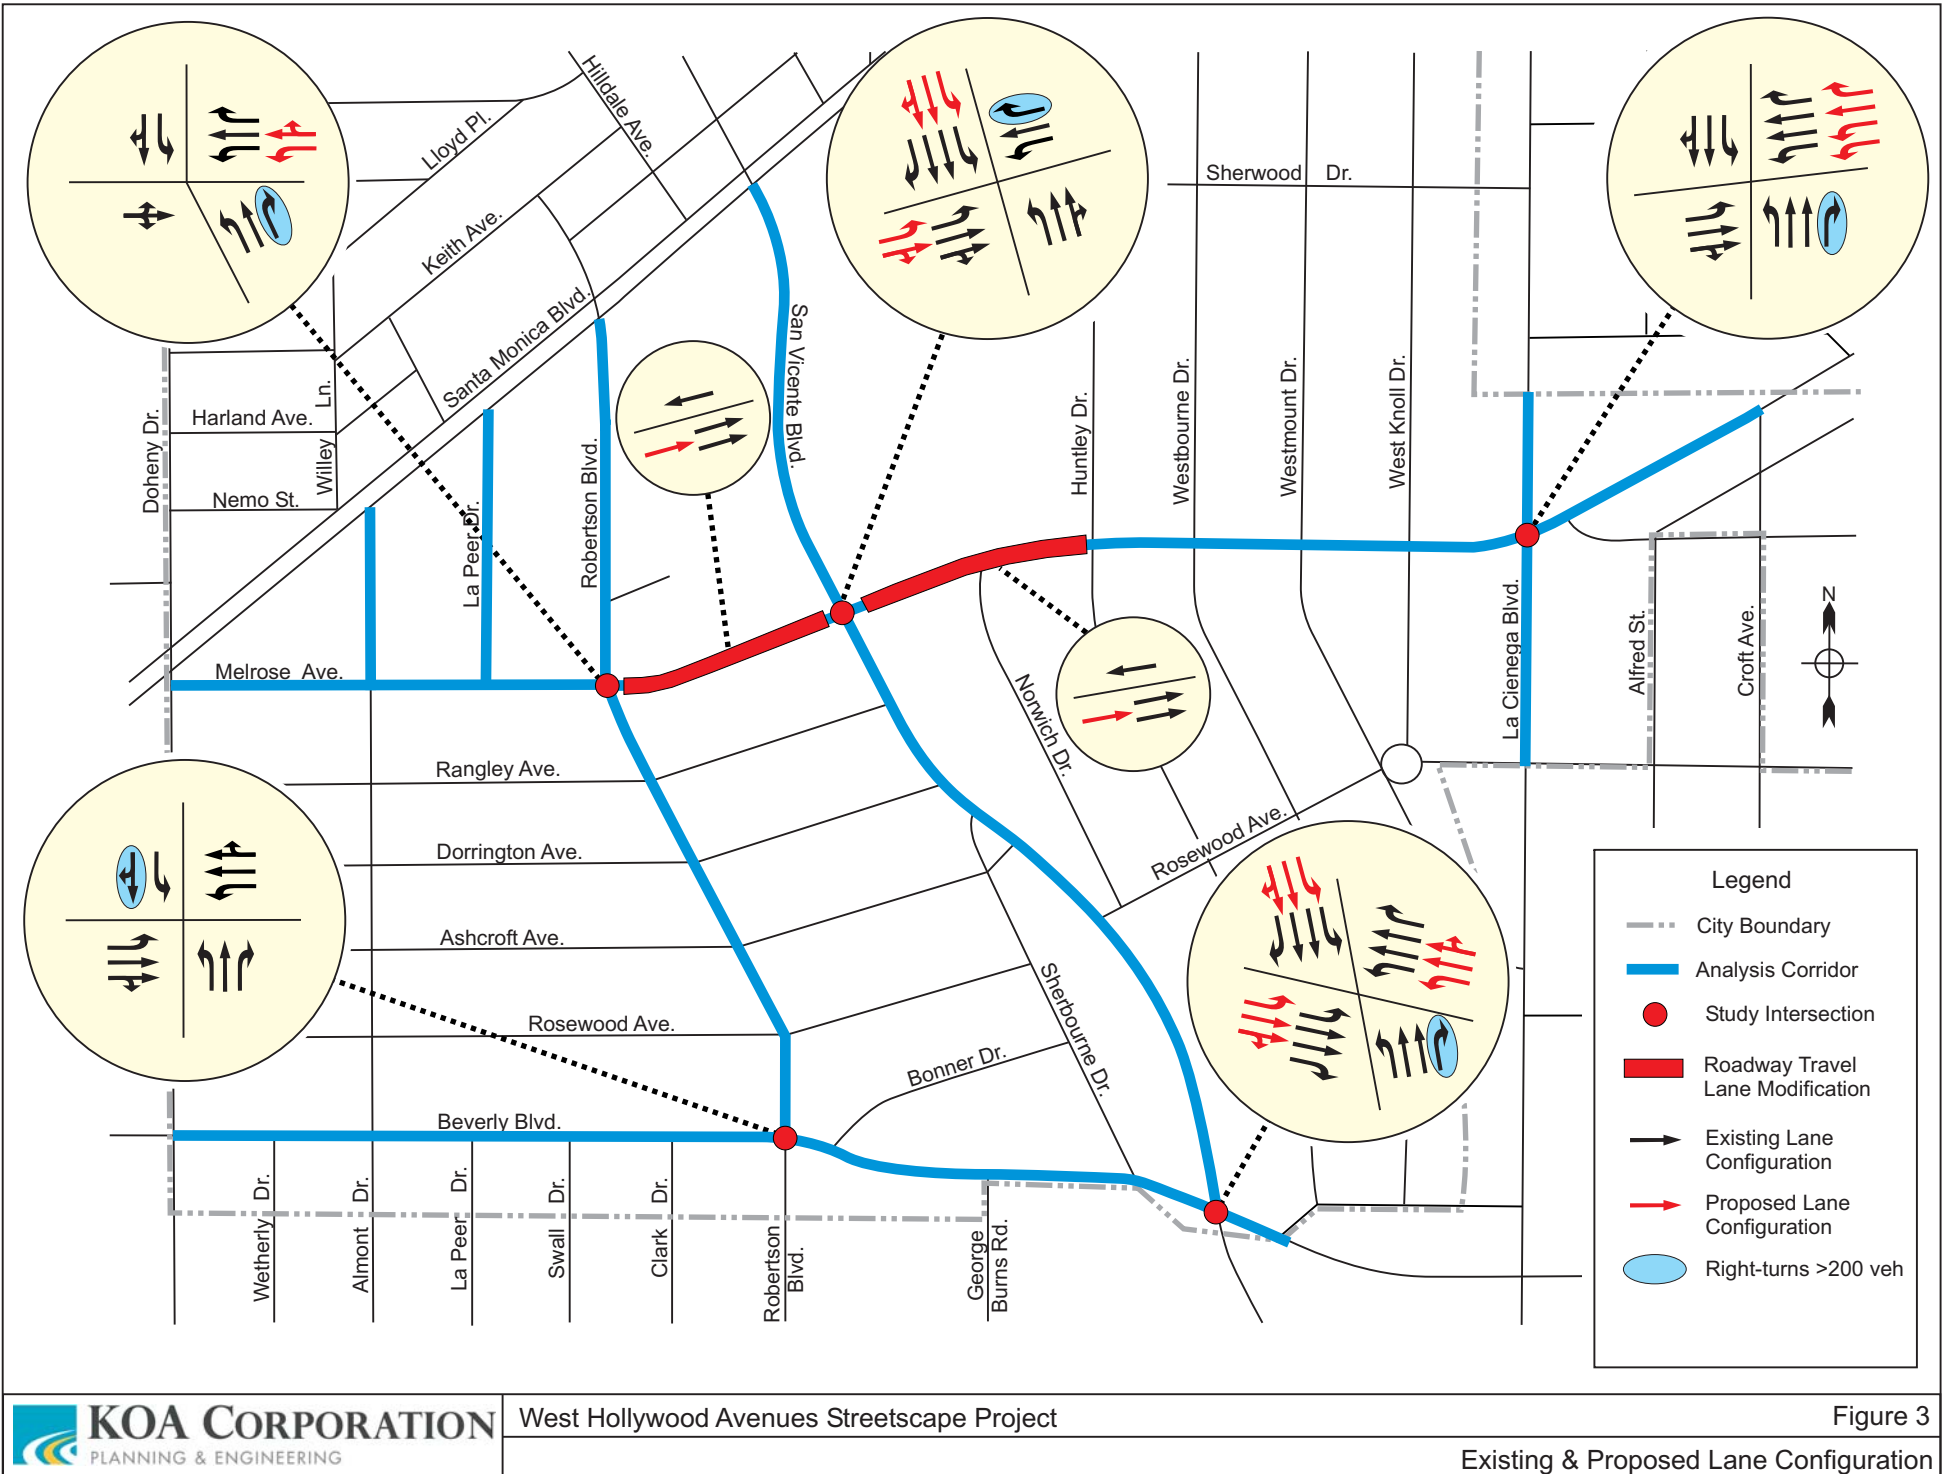 Hilldale Ave.
Lloyd Pl.
Keith Ave.
Santa Monica Blvd.
San Vicente Blvd.
Sherwood Dr.
Doheny Dr.
Harland Ave.
Willey Ln.
Nemo St.
La Peer Dr.
Robertson Blvd.
Huntley Dr.
Westbourne Dr.
Westmount Dr.
West Knoll Dr.
La Cienega Blvd.
Alfred St.
Croft Ave.
N
Melrose Ave.
Norwich Dr.
Rangley Ave.
Dorrington Ave.
Rosewood Ave.
Ashcroft Ave.
Rosewood Ave.
Sherbourne Dr.
Bonner Dr.
Beverly Blvd.
Wetherly Dr.
Almont Dr.
La Peer Dr.
Swall Dr.
Clark Dr.
Robertson
Blvd.
George
Burns Rd.
Legend
City Boundary
Analysis Corridor
Study Intersection
Roadway Travel
Lane Modification
Existing Lane
Configuration
Proposed Lane
Configuration
Right-turns >200 veh
KOA CORPORATION
PLANNING & ENGINEERING
West Hollywood Avenues Streetscape Project
Figure 3
Existing & Proposed Lane Configuration